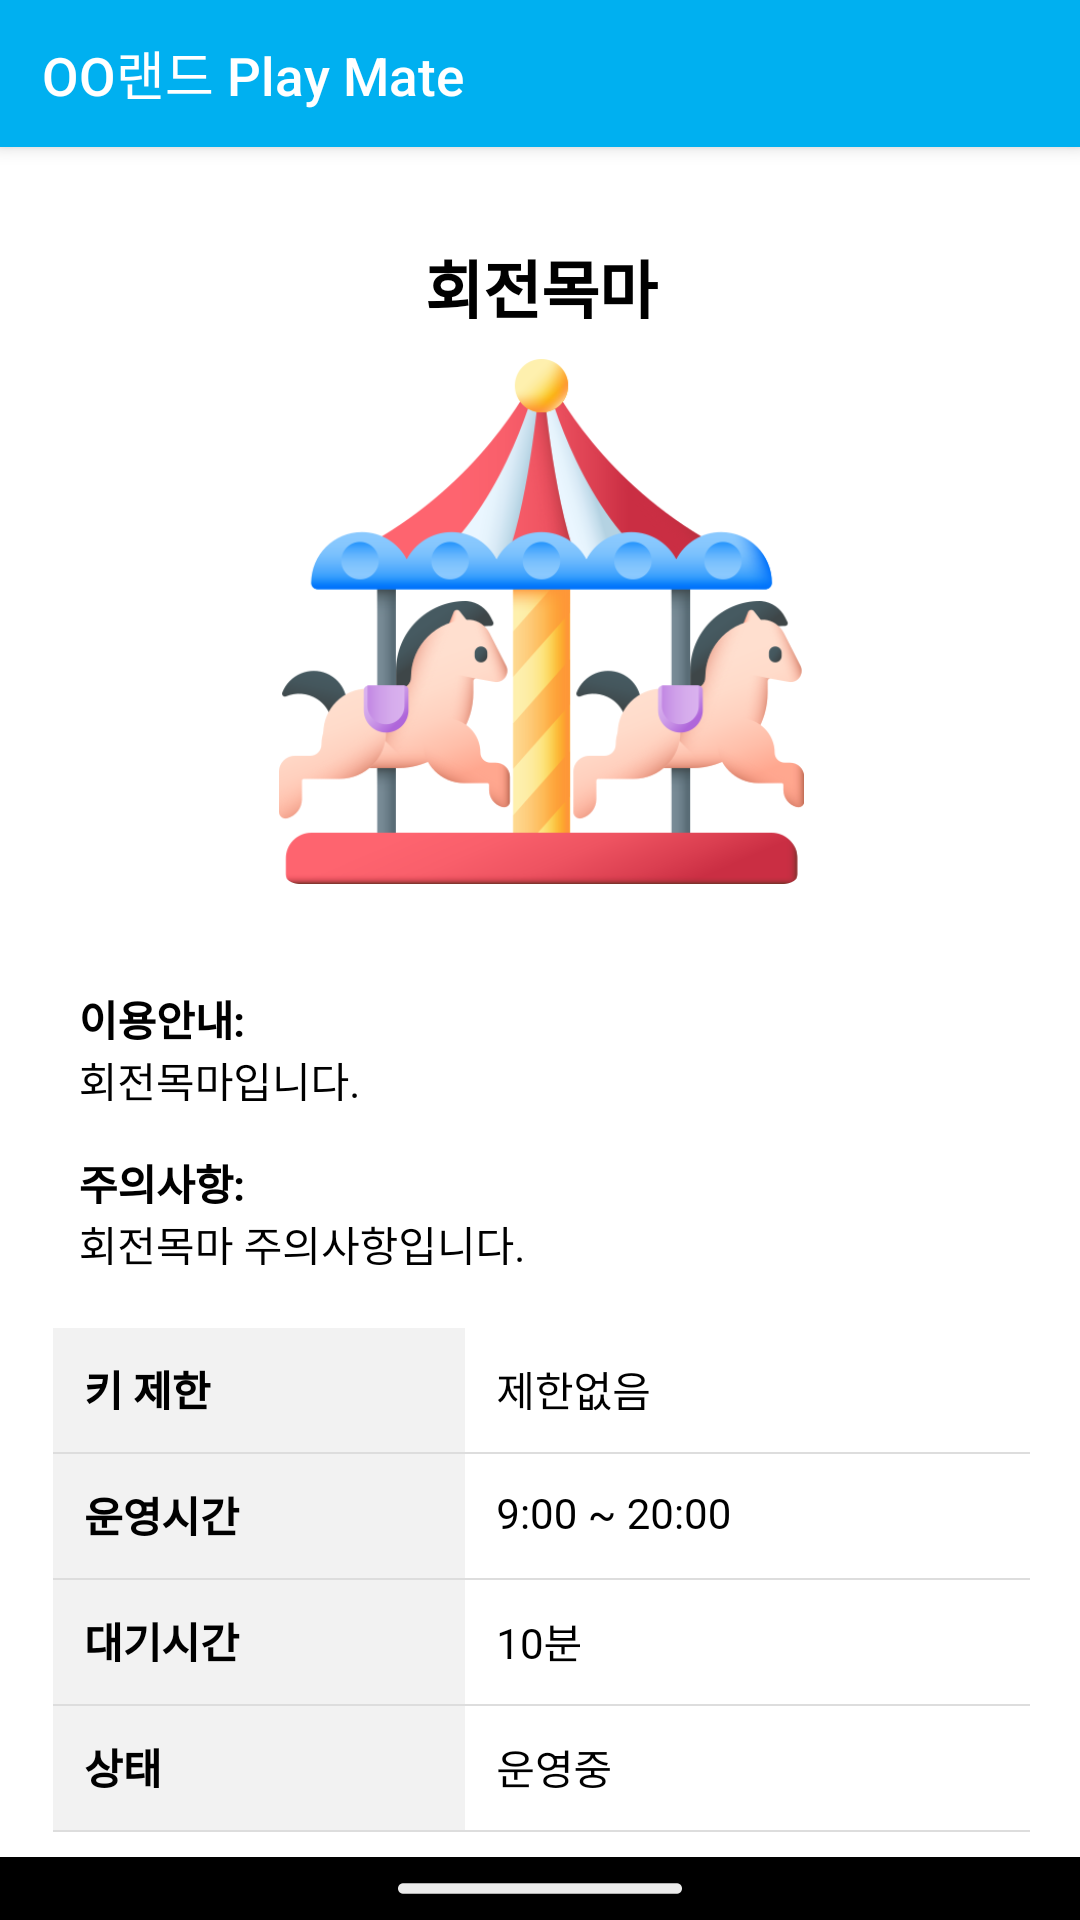 OO랜드 Play Mate
회전목마
이용안내:
회전목마입니다.
주의사항:
회전목마 주의사항입니다.
키 제한 제한없음
운영시간 9:00 ~ 20:00
대기시간 10분
상태 운영중